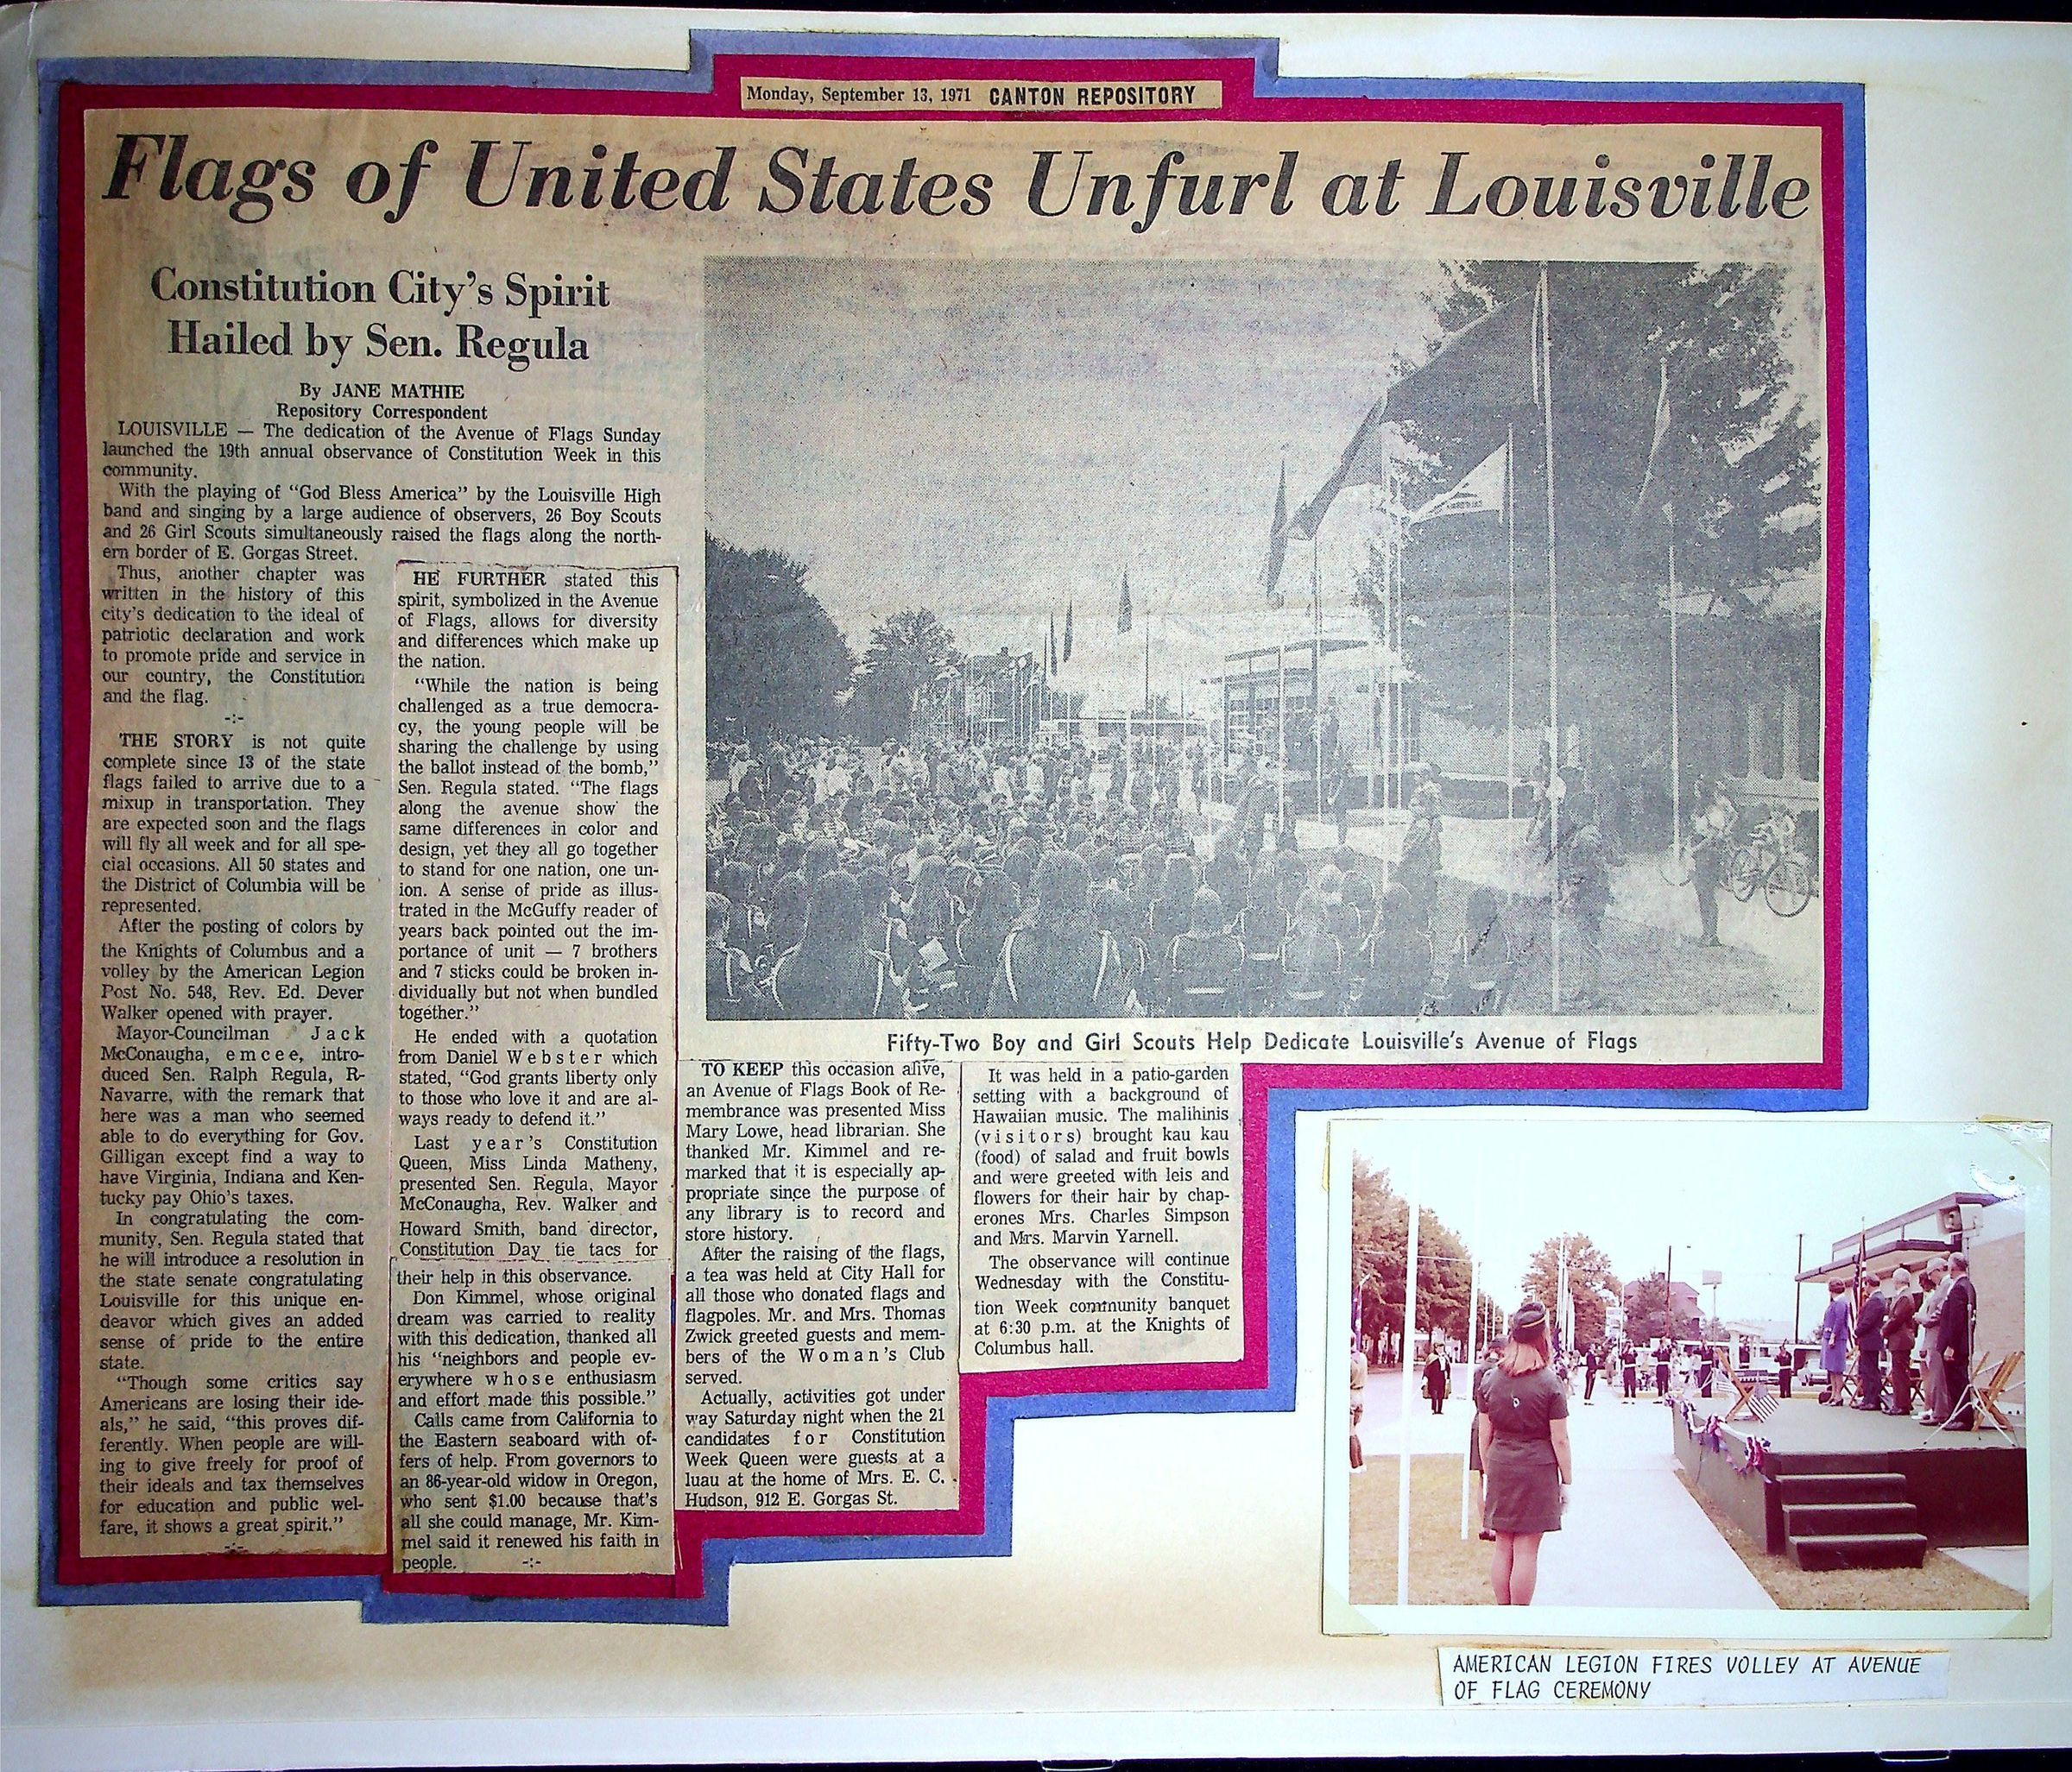 Monday, September 13, 1971 CANTON REPOSITORY
Flags of United States Unfurl at Louisville
Constitution City's Spirit
Hailed by Sen. Regula
By JANE MATHIE
Repository Correspondent
LOUISVILLE — The dedication of the Avenue of Flags Sunday
launched the 19th annual observance of Constitution Week in this
community.
With the playing of "God Bless America" by the Louisville High
band and singing by a large audience of observers, 26 Boy Scouts
and 26 Girl Scouts simultaneously raised the flags along the north-
ern border of E. Gorgas Street.
Thus, another chapter was
written in the history of this
city's dedication to the ideal of
patriotic declaration and work
to promote pride and service in
our country, the Constitution
and the flag.
-:-
THE STORY is not quite
complete since 13 of the state
flags failed to arrive due to a
mixup in transportation. They
are expected soon and the flags
will fly all week and for all spe-
cial occasions. All 50 states and
the District of Columbia will be
represented.
After the posting of colors by
the Knights of Columbus and a
volley by the American Legion
Post No. 548, Rev. Ed. Dever
Walker opened with prayer.
Mayor-Councilman Jack
McConaugha, emcee, intro-
duced Sen. Ralph Regula, R-
Navarre, with the remark that
here was a man who seemed
able to do everything for Gov.
Gilligan except find a way to
have Virginia, Indiana and Ken-
tucky pay Ohio's taxes.
In congratulating the com-
munity, Sen. Regula stated that
he will introduce a resolution in
the state senate congratulating
Louisville for this unique en-
deavor which gives an added
sense of pride to the entire
state.
"Though some critics say
Americans are losing their ide-
als," he said, "this proves dif-
ferently. When people are will-
ing to give freely for proof of
their ideals and tax themselves
for education and public wel-
fare, it shows a great spirit."
-:-
HE FURTHER stated this
spirit, symbolized in the Avenue
of Flags, allows for diversity
and differences which make up
the nation.
"While the nation is being
challenged as a true democra-
cy, the young people will be
sharing the challenge by using
the ballot instead of the bomb,"
Sen. Regula stated. "The flags
along the avenue show the
same differences in color and
design, yet they all go together
to stand for one nation, one un-
ion. A sense of pride as illus-
trated in the McGuffy reader of
years back pointed out the im-
portance of unit — 7 brothers
and 7 sticks could be broken in-
dividually but not when bundled
together."
He ended with a quotation
from Daniel Webster which
stated, "God grants liberty only
to those who love it and are al-
ways ready to defend it."
Last year's Constitution
Queen, Miss Linda Matheny,
presented Sen. Regula, Mayor
McConaugha, Rev. Walker and
Howard Smith, band director,
Constitution Day tie tacs for
their help in this observance.
Don Kimmel, whose original
dream was carried to reality
with this dedication, thanked all
his "neighbors and people ev-
erywhere whose enthusiasm
and effort made this possible."
Calls came from California to
the Eastern seaboard with of-
fers of help. From governors to
an 86-year-old widow in Oregon,
who sent $1.00 because that's
all she could manage, Mr. Kim-
mel said it renewed his faith in
people. -:-
Fifty-Two Boy and Girl Scouts Help Dedicate Louisville's Avenue of Flags
TO KEEP this occasion alive,
an Avenue of Flags Book of Re-
membrance was presented Miss
Mary Lowe, head librarian. She
thanked Mr. Kimmel and re-
marked that it is especially ap-
propriate since the purpose of
any library is to record and
store history.
After the raising of the flags,
a tea was held at City Hall for
all those who donated flags and
flagpoles. Mr. and Mrs. Thomas
Zwick greeted guests and mem-
bers of the Woman's Club
served.
Actually, activities got under
way Saturday night when the 21
candidates for Constitution
Week Queen were guests at a
luau at the home of Mrs. E. C.
Hudson, 912 E. Gorgas St.
It was held in a patio-garden
setting with a background of
Hawaiian music. The malihinis
(visitors) brought kau kau
(food) of salad and fruit bowls
and were greeted with leis and
flowers for their hair by chap-
erones Mrs. Charles Simpson
and Mrs. Marvin Yarnell.
The observance will continue
Wednesday with the Constitu-
tion Week community banquet
at 6:30 p.m. at the Knights of
Columbus hall.
AMERICAN LEGION FIRES VOLLEY AT AVENUE
OF FLAG CEREMONY